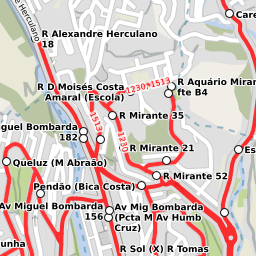 e Herculano
Care
R Alexandre Herculano
18
R D Moisés Costa
Amaral (Escola)
1230;1513
R Aquário Miran
fte B4
R Mirante 35
1513
1230
iguel Bombarda
182
R Mirante 21
Es
Queluz (M Abraão)
R Mirante 52
Pendão (Bica Costa)
Av Miguel Bombarda
156
Av Mig Bombarda
(Pcta M Av Humb
Cruz)
unha
R Sol (X)
R Tomas